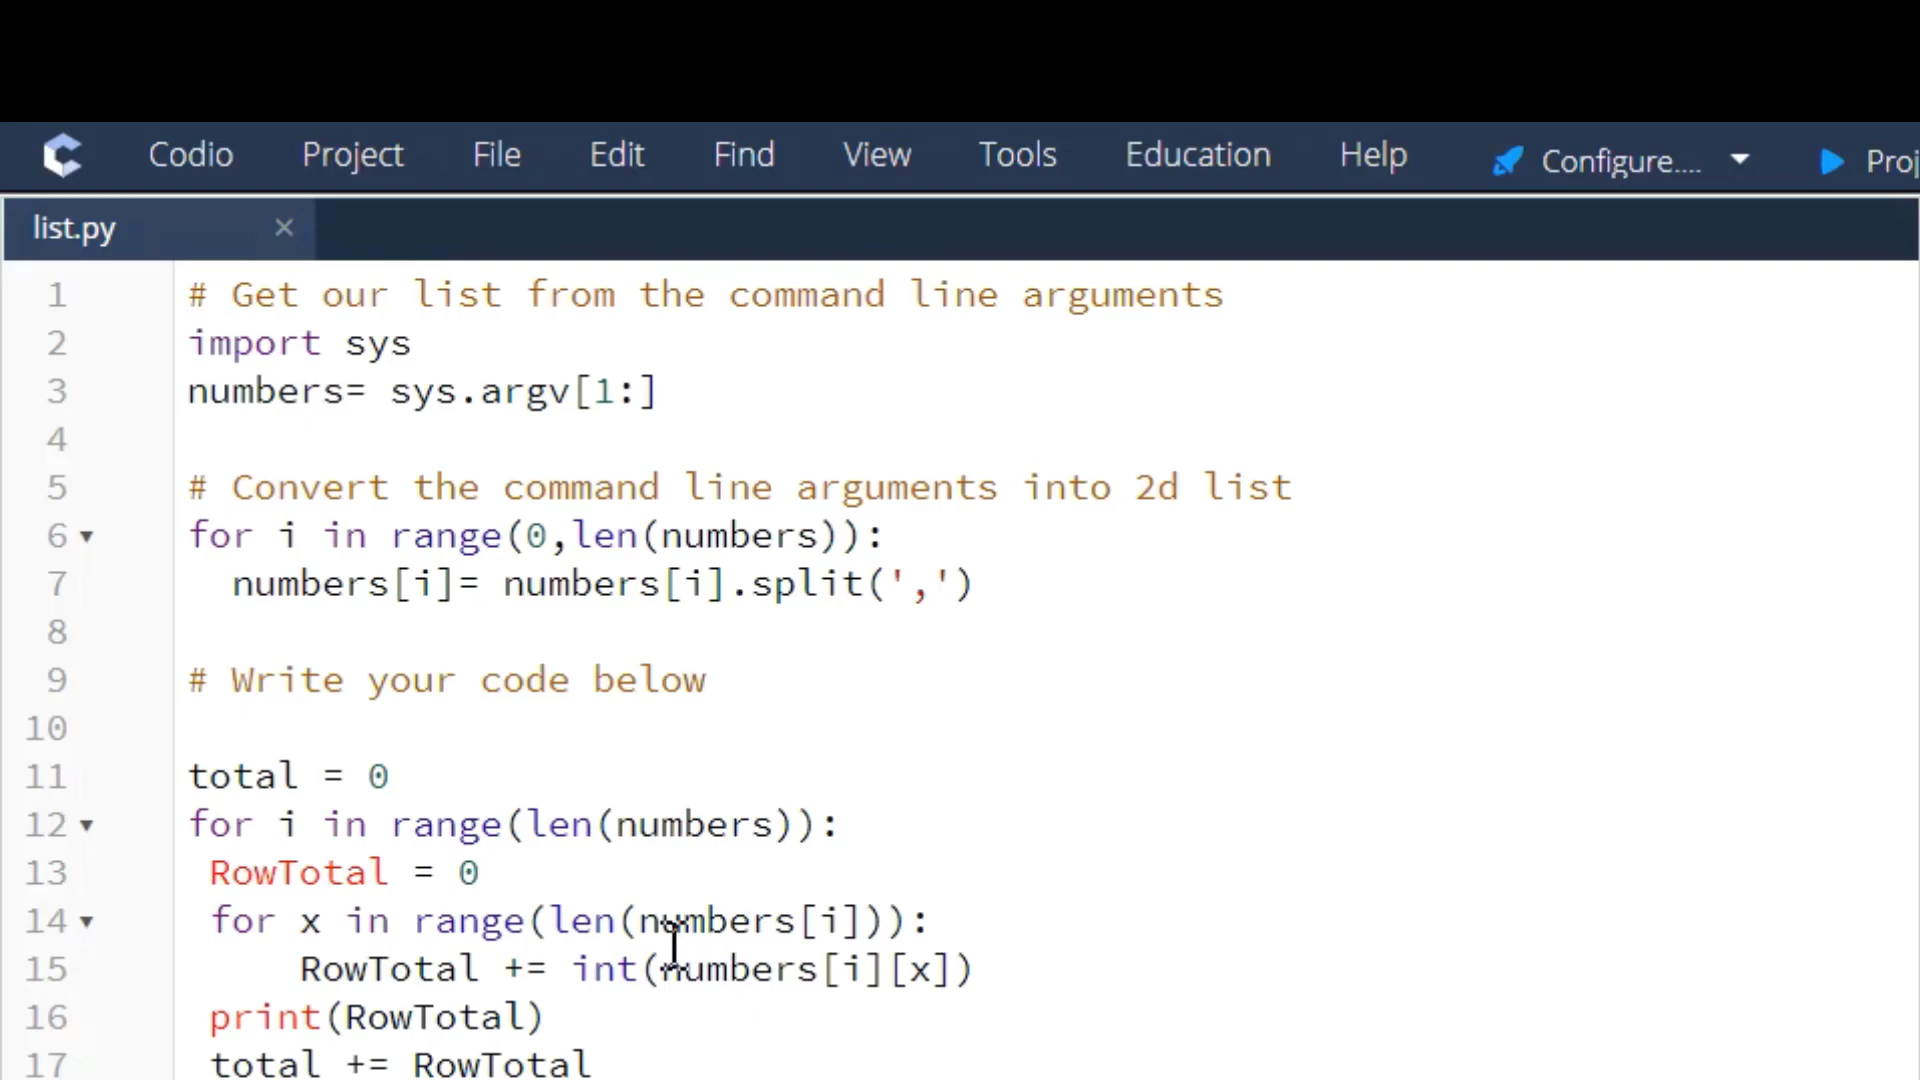 Codio Project File Edit Find View Tools Education Help Configure.... Proj
list.py ×
1 # Get our list from the command line arguments
2 import sys
3 numbers= sys.argv[1:]
4
5 # Convert the command line arguments into 2d list
6 for i in range(0,len(numbers)):
7   numbers[i]= numbers[i].split(',')
8
9 # Write your code below
10
11 total = 0
12 for i in range(len(numbers)):
13  RowTotal = 0
14  for x in range(len(numbers[i])):
15      RowTotal += int(numbers[i][x])
16  print(RowTotal)
17  total += RowTotal